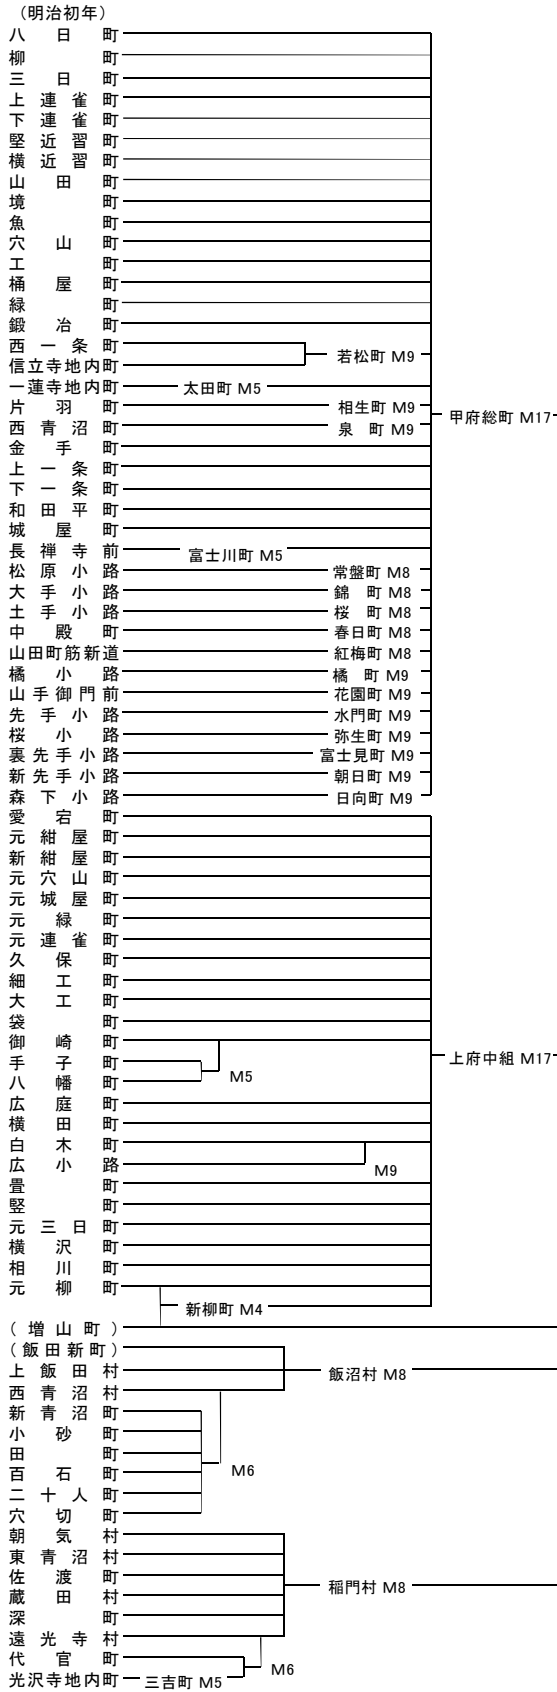 （明治初年）
八日町
柳町
三日町
上連雀町
下連雀町
堅近習町
横近習町
山田町
境町
魚町
穴山町
工町
桶屋町
緑町
鍛冶町
西一条町
若松町 M9
信立寺地内町
一蓮寺地内町 太田町 M5
片羽町 相生町 M9
甲府総町 M17
西青沼町 泉町 M9
金手町
上一条町
下一条町
和田平町
城屋町
長禅寺前 富士川町 M5
松原小路 常盤町 M8
大手小路 錦町 M8
土手小路 桜町 M8
中殿町 春日町 M8
山田町筋新道 紅梅町 M8
橘小路 橘町 M9
山手御門前 花園町 M9
先手小路 水門町 M9
桜小路 弥生町 M9
裏先手小路 富士見町 M9
新先手小路 朝日町 M9
森下小路 日向町 M9
愛宕町
元紺屋町
新紺屋町
元穴山町
元城屋町
元緑町
元連雀町
久保町
細工町
大工町
袋町
御崎町
上府中組 M17
手子町
M5
八幡町
広庭町
横田町
白木町
広小路
M9
畳町
竪町
元三日町
横沢町
相川町
元柳町
新柳町 M4
（増山町）
（飯田新町）
上飯田村 飯沼村 M8
西青沼村
新青沼町
小砂町
田町
百石町
M6
二十人町
穴切町
朝気村
東青沼村
佐渡町
稲門村 M8
蔵田村
深町
遠光寺村
代官町
M6
光沢寺地内町 三吉町 M5